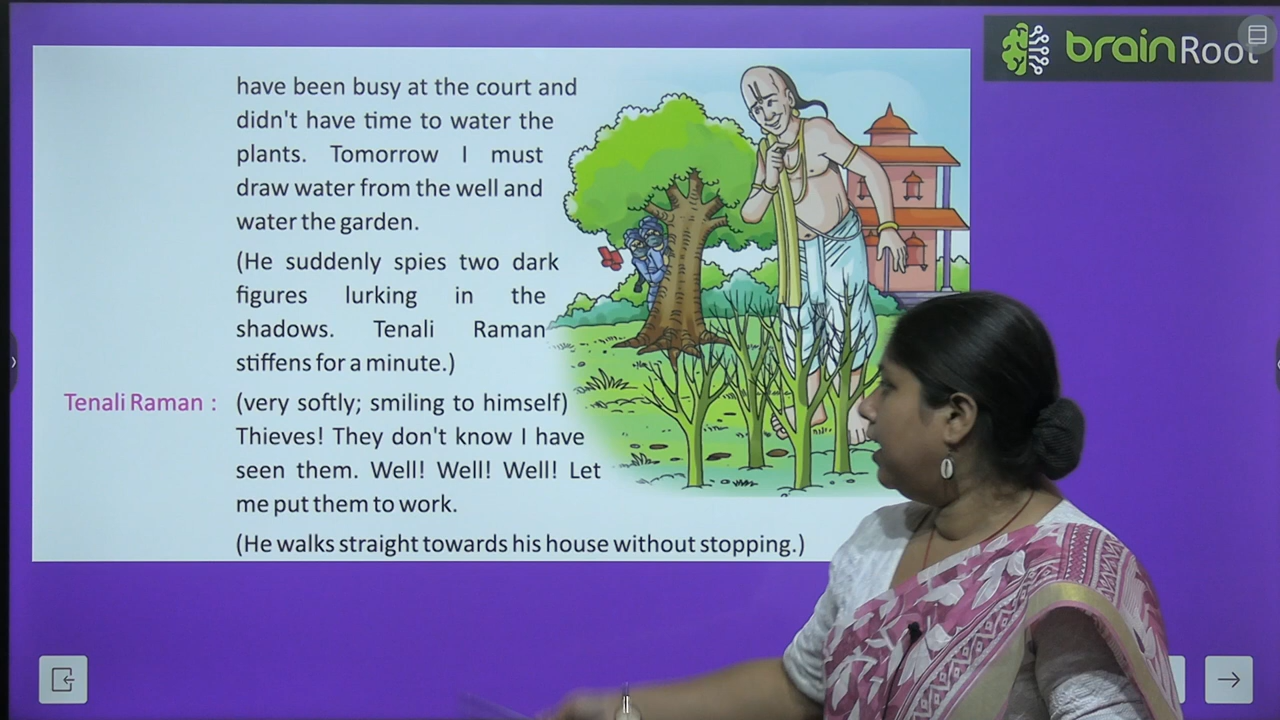 brainRoot
have been busy at the court and
didn't have time to water the
plants. Tomorrow I must
draw water from the well and
water the garden.
(He suddenly spies two dark
figures lurking in the
shadows. Tenali Raman
stiffens for a minute.)
Tenali Raman : (very softly; smiling to himself)
Thieves! They don't know I have
seen them. Well! Well! Well! Let
me put them to work.
(He walks straight towards his house without stopping.)